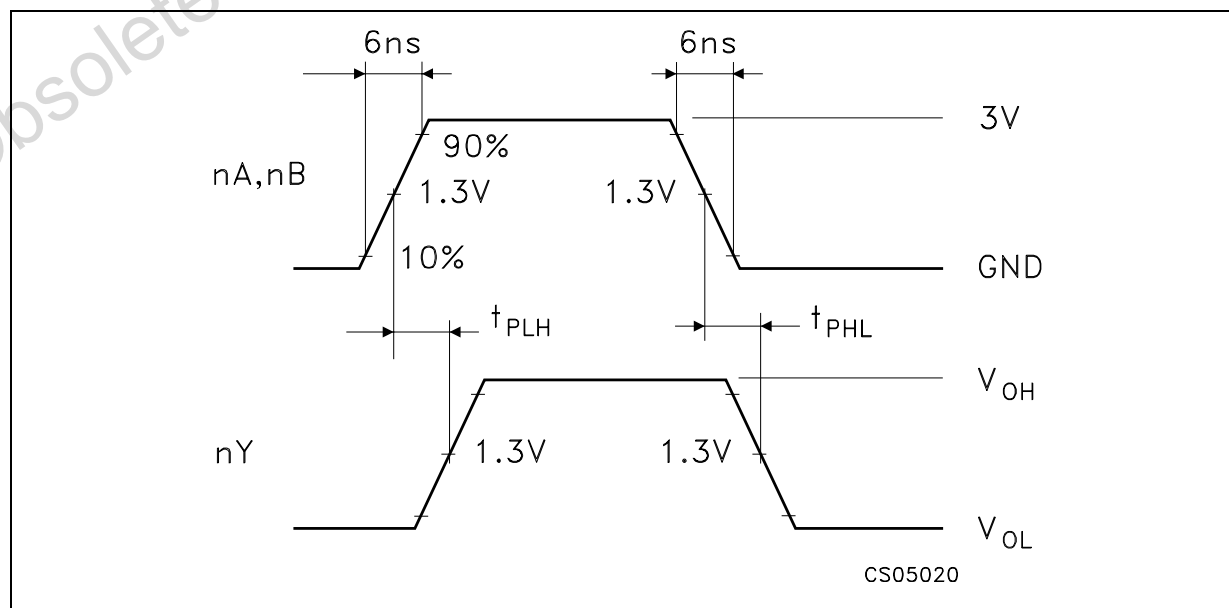 obsolete
6ns 6ns
3V
90%
nA,nB
1.3V 1.3V
10%
GND
tPLH tPHL
VOH
nY
1.3V 1.3V
VOL
CS05020